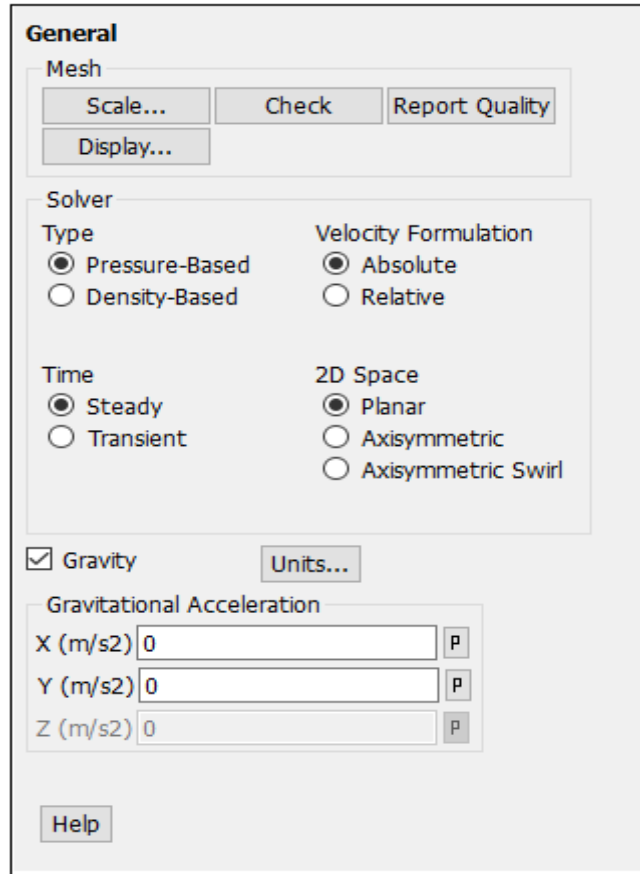 General
Mesh
Scale... Check Report Quality
Display...
Solver
Type Velocity Formulation
Pressure-Based Absolute
Density-Based Relative
Time 2D Space
Steady Planar
Transient Axisymmetric
Axisymmetric Swirl
Gravity Units...
Gravitational Acceleration
X (m/s2) 0 P
Y (m/s2) 0 P
Z (m/s2) 0 P
Help